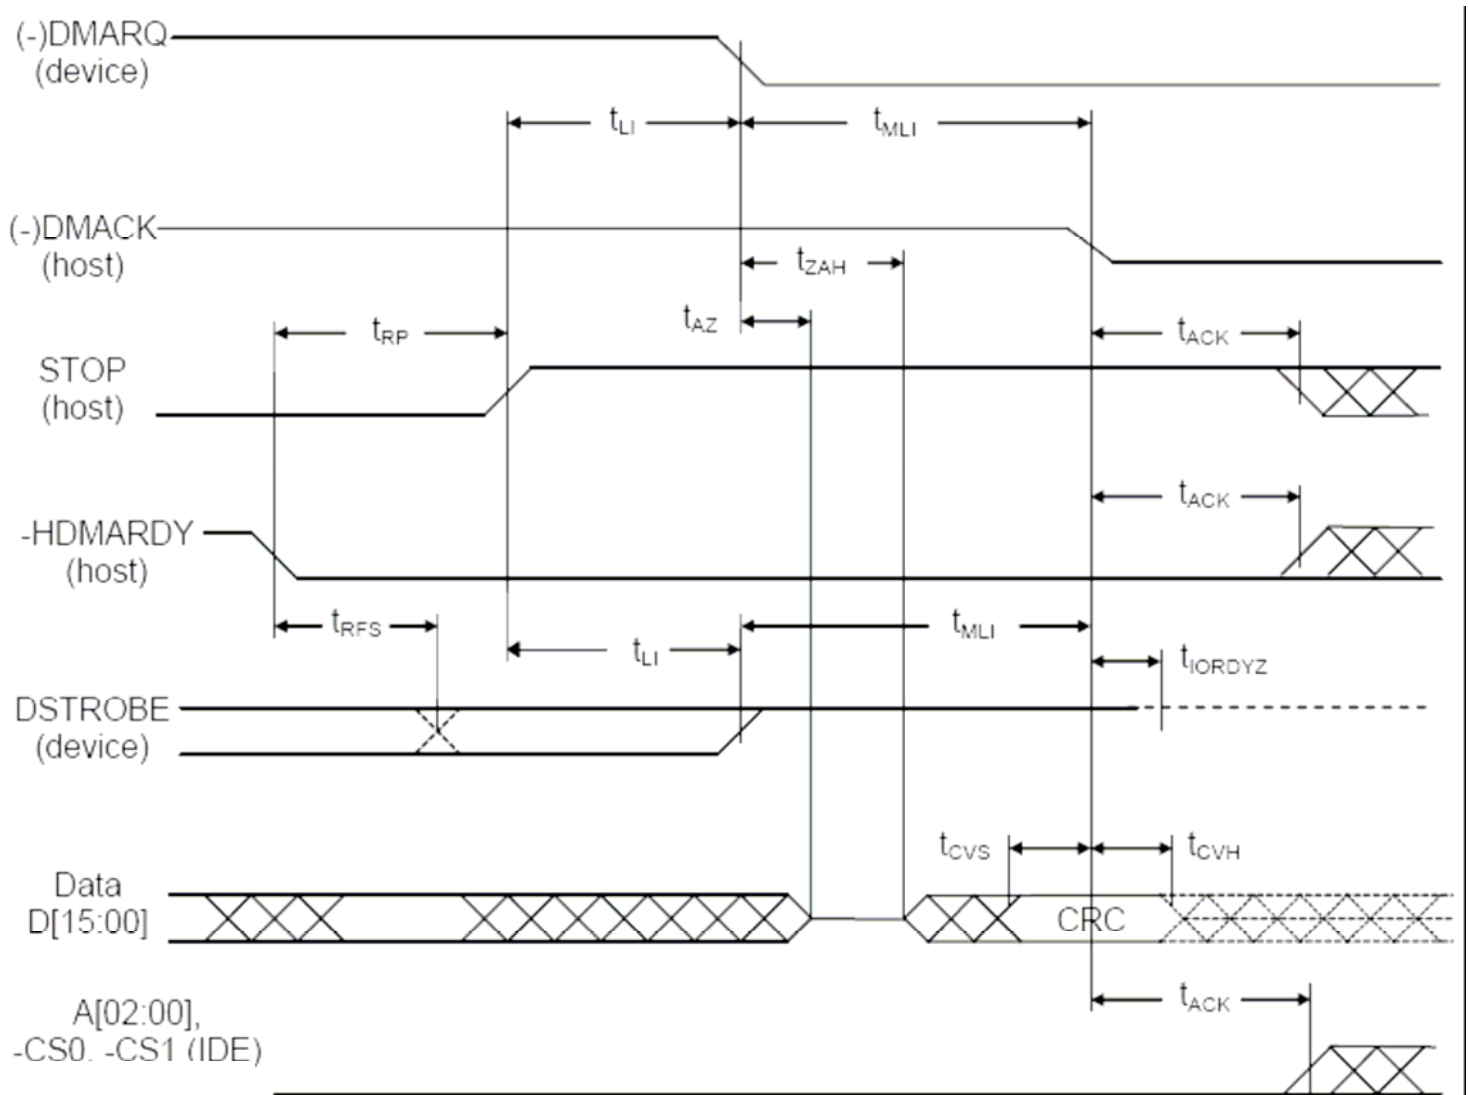 (-)DMARQ
(device)
tLI
tMLI
(-)DMACK
(host)
tZAH
tAZ
tRP
tACK
STOP
(host)
tACK
-HDMARDY
(host)
tRFS
tMLI
tLI
tIORDYZ
DSTROBE
(device)
tCVS
tCVH
Data
D[15:00]
CRC
tACK
A[02:00],
-CS0, -CS1 (IDE)